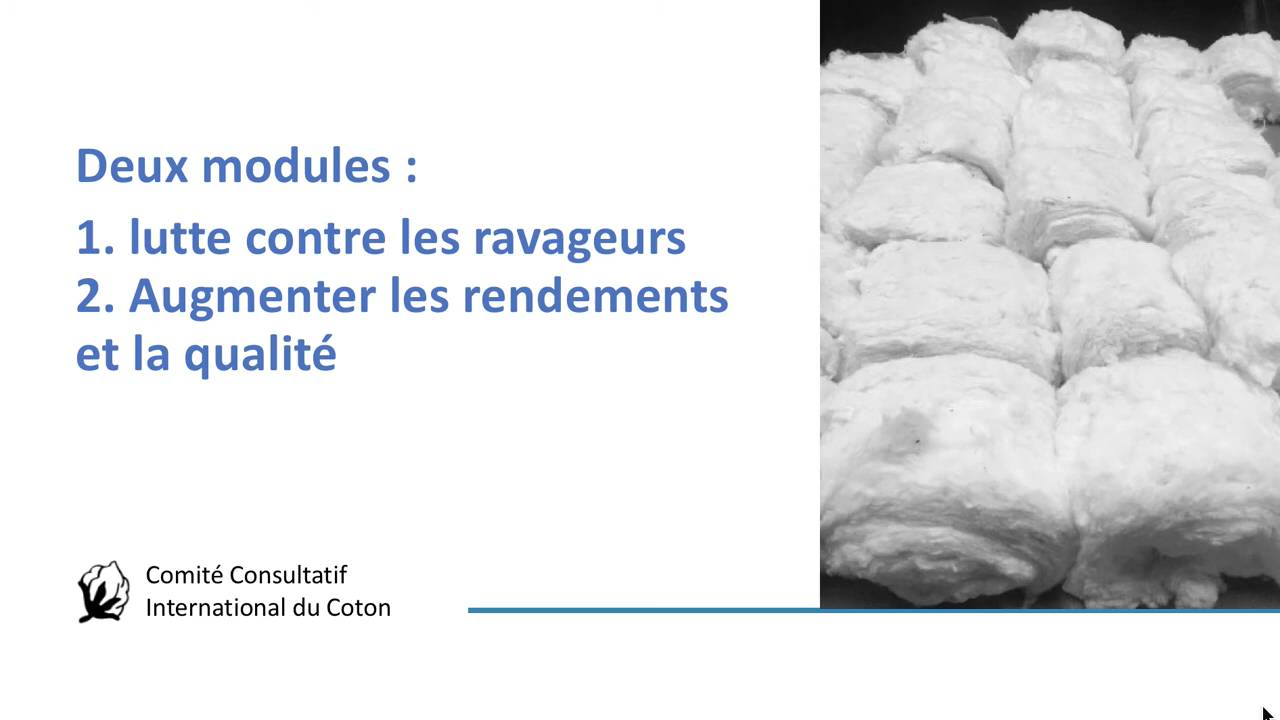 Deux modules :
1. lutte contre les ravageurs
2. Augmenter les rendements
et la qualité
Comité Consultatif
International du Coton